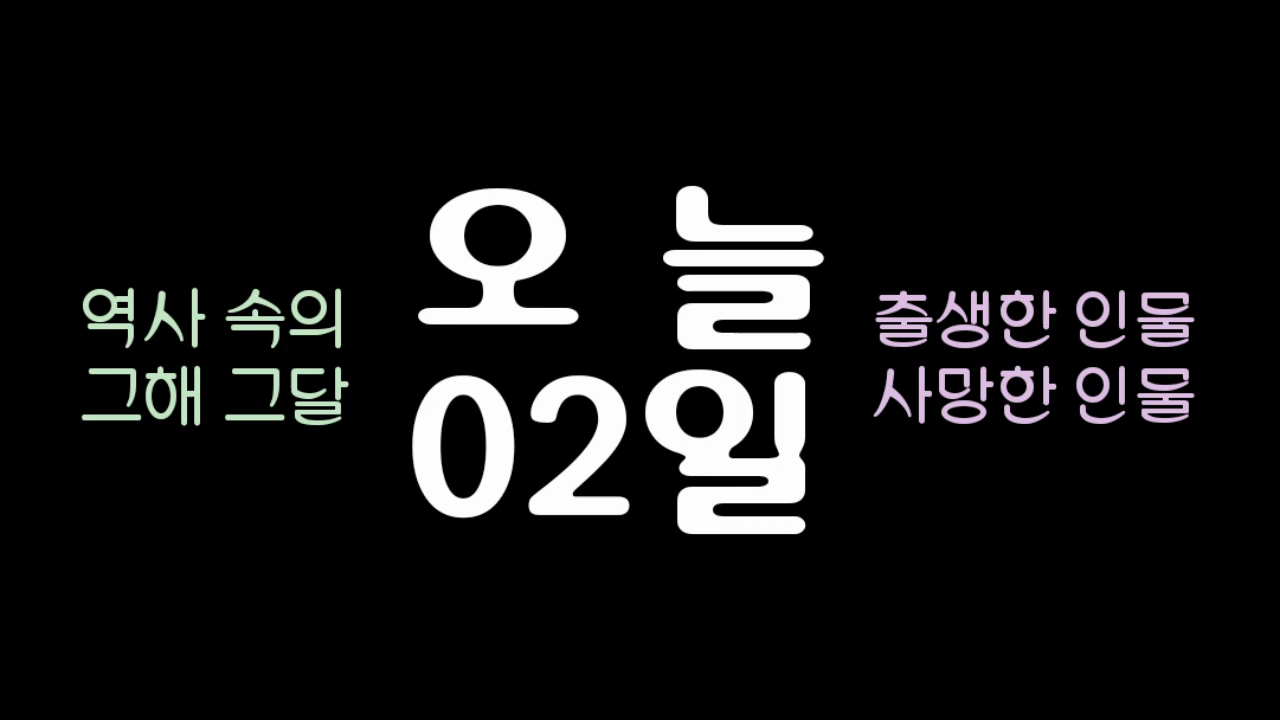 역사 속의
그해 그달
오 늘
02일
출생한 인물
사망한 인물